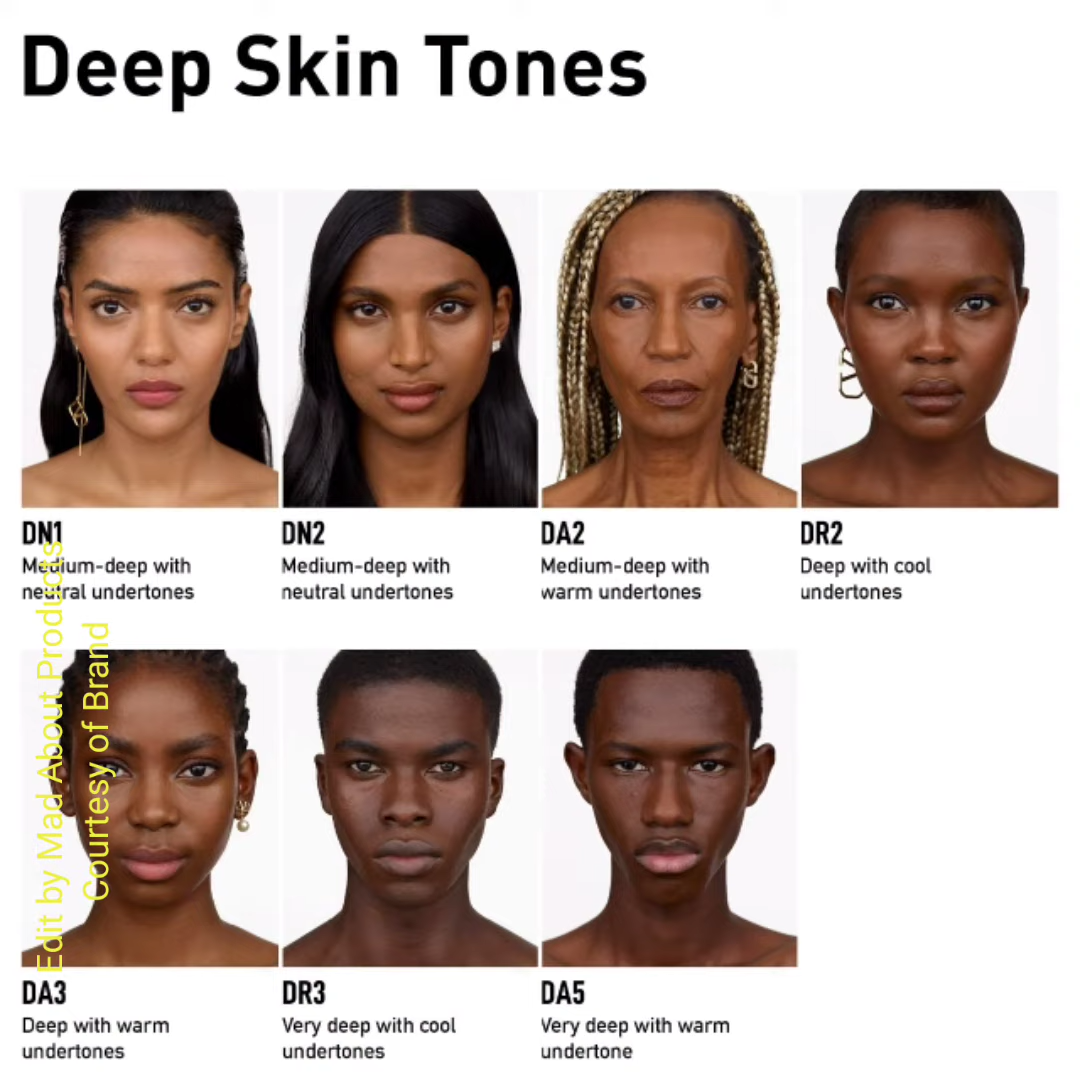 Deep Skin Tones
DN1
Medium-deep with
neutral undertones
DN2
Medium-deep with
neutral undertones
DA2
Medium-deep with
warm undertones
DR2
Deep with cool
undertones
DA3
Deep with warm
undertones
DR3
Very deep with cool
undertones
DA5
Very deep with warm
undertone
Edit by Mad About Products
Courtesy of Brand